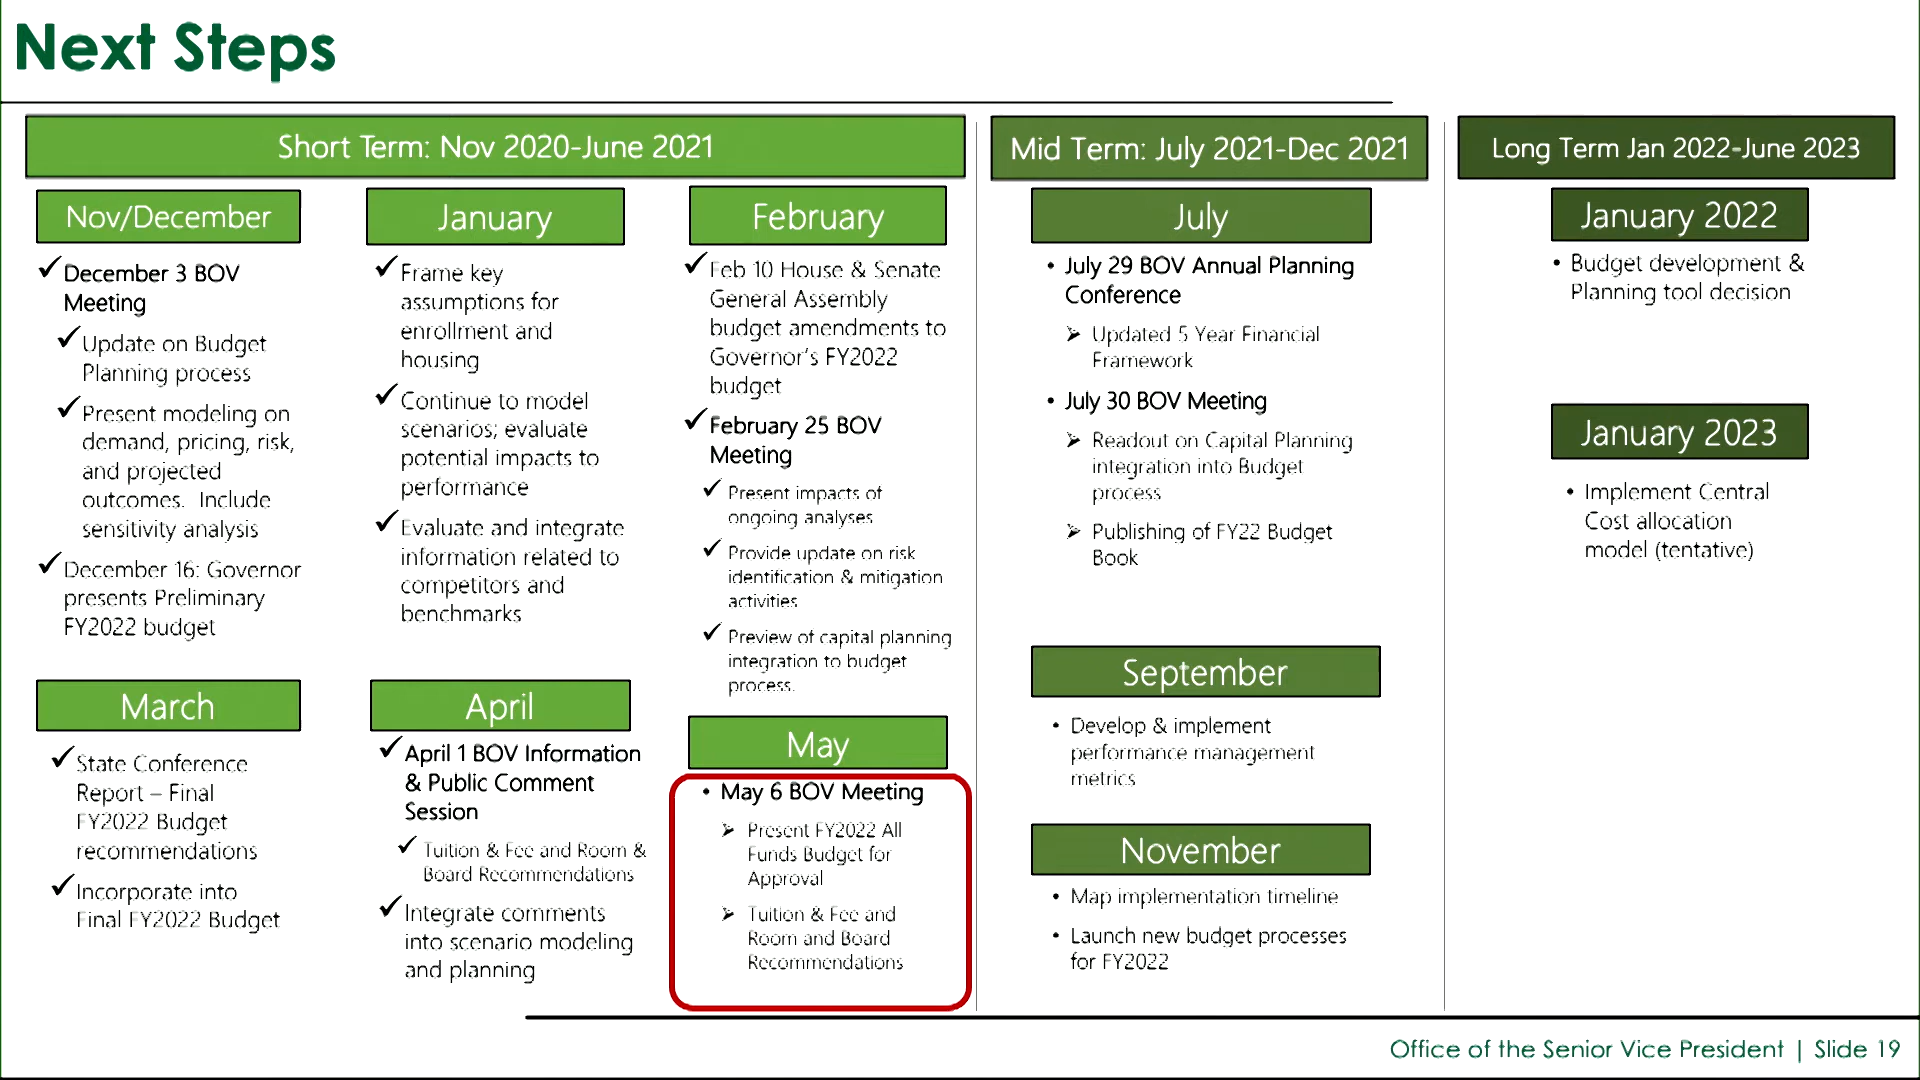 Next Steps
Short Term: Nov 2020-June 2021
Nov/December
December 3 BOV
Meeting
Update on Budget
Planning process
Present modeling on
demand, pricing, risk,
and projected
outcomes. Include
sensitivity analysis
December 16: Governor
presents Preliminary
FY2022 budget
January
Frame key
assumptions for
enrollment and
housing
Continue to model
scenarios; evaluate
potential impacts to
performance
Evaluate and integrate
information related to
competitors and
benchmarks
February
Feb 10 House & Senate
General Assembly
budget amendments to
Governor's FY2022
budget
February 25 BOV
Meeting
Present impacts of
ongoing analyses
Provide update on risk
identification & mitigation
activities
Preview of capital planning
integration to budget
process.
March
State Conference
Report – Final
FY2022 Budget
recommendations
Incorporate into
Final FY2022 Budget
April
April 1 BOV Information
& Public Comment
Session
Tuition & Fee and Room &
Board Recommendations
Integrate comments
into scenario modeling
and planning
May
• May 6 BOV Meeting
Present FY2022 All
Funds Budget for
Approval
Tuition & Fee and
Room and Board
Recommendations
Mid Term: July 2021-Dec 2021
July
• July 29 BOV Annual Planning
Conference
Updated 5 Year Financial
Framework
• July 30 BOV Meeting
Readout on Capital Planning
integration into Budget
process
Publishing of FY22 Budget
Book
September
• Develop & implement
performance management
metrics
November
• Map implementation timeline
• Launch new budget processes
for FY2022
Long Term Jan 2022-June 2023
January 2022
• Budget development &
Planning tool decision
January 2023
• Implement Central
Cost allocation
model (tentative)
Office of the Senior Vice President | Slide 19